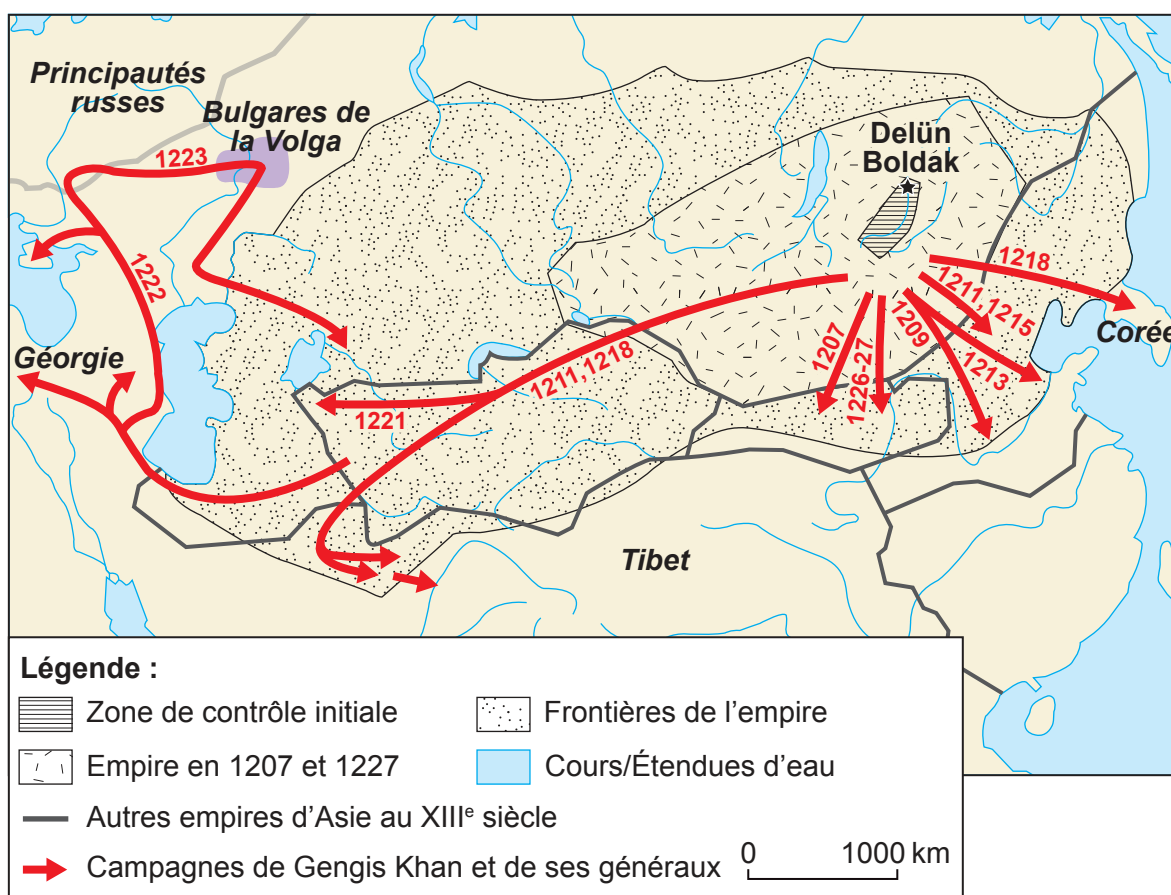 Principautés
russes
Bulgares de
la Volga
1223
Delün
Boldak
1218
1211,1215
Corée
1222
1207
1226-27
1209
1213
Géorgie
1211,1218
1221
Tibet
Légende :
Zone de contrôle initiale
Frontières de l’empire
Empire en 1207 et 1227
Cours/Étendues d’eau
Autres empires d’Asie au XIIIe siècle
Campagnes de Gengis Khan et de ses généraux
0 1000 km